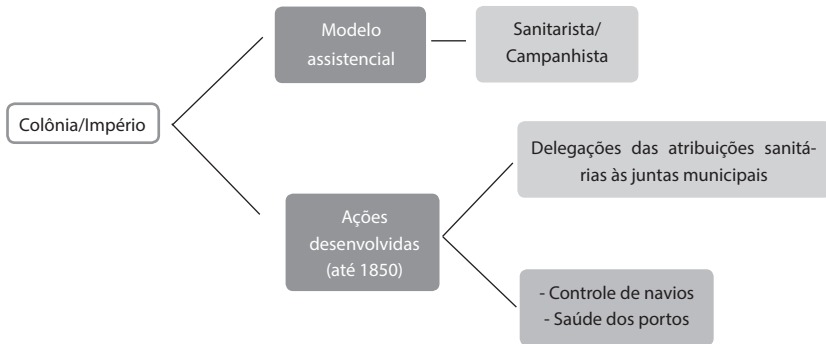 Modelo
assistencial
Sanitarista/
Campanhista
Colônia/Império
Delegações das atribuições sanitá-
rias às juntas municipais
Ações
desenvolvidas
(até 1850)
- Controle de navios
- Saúde dos portos